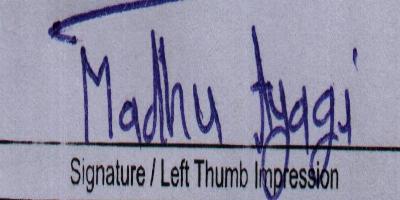 Madhu Tyagi
Signature / Left Thumb Impression